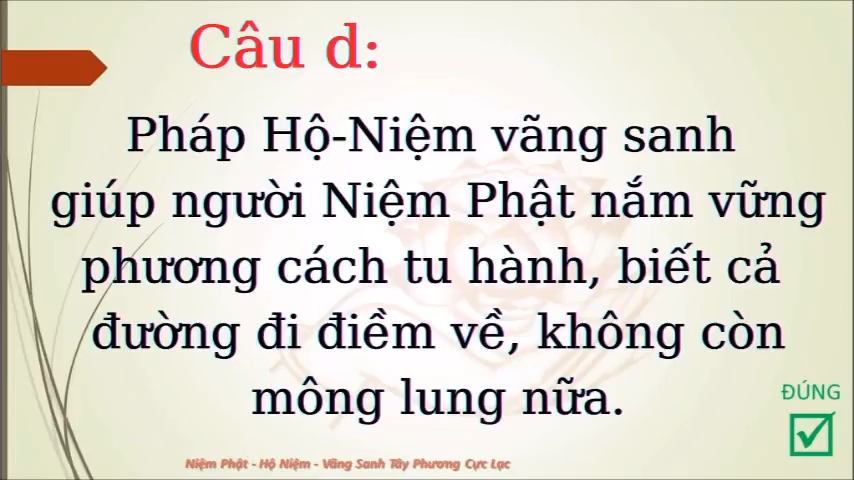 Câu d:
Pháp Hộ-Niệm vãng sanh
giúp người Niệm Phật nắm vững
phương cách tu hành, biết cả
đường đi điềm về, không còn
mông lung nữa.
ĐÚNG
Niệm Phật - Hộ Niệm - Vãng Sanh Tây Phương Cực Lạc